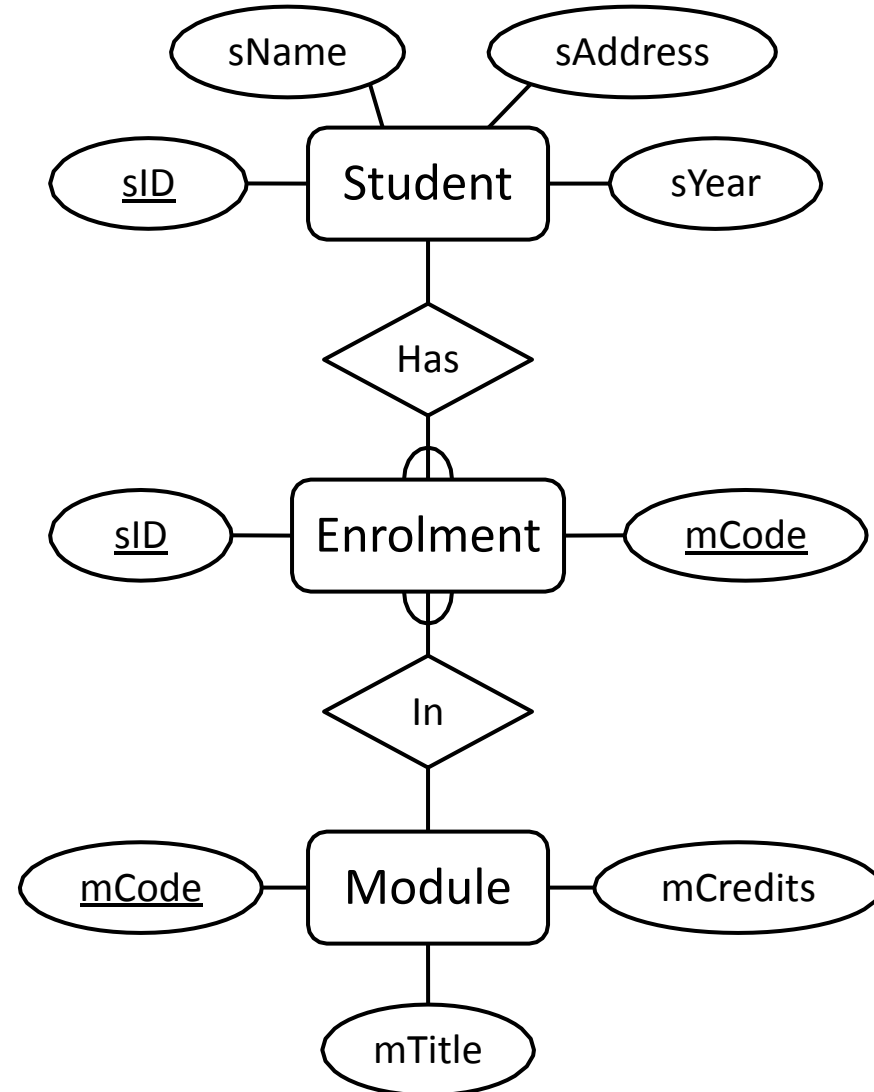 sName
sAddress
sID
Student
sYear
Has
sID
Enrolment
mCode
In
mCode
Module
mCredits
mTitle